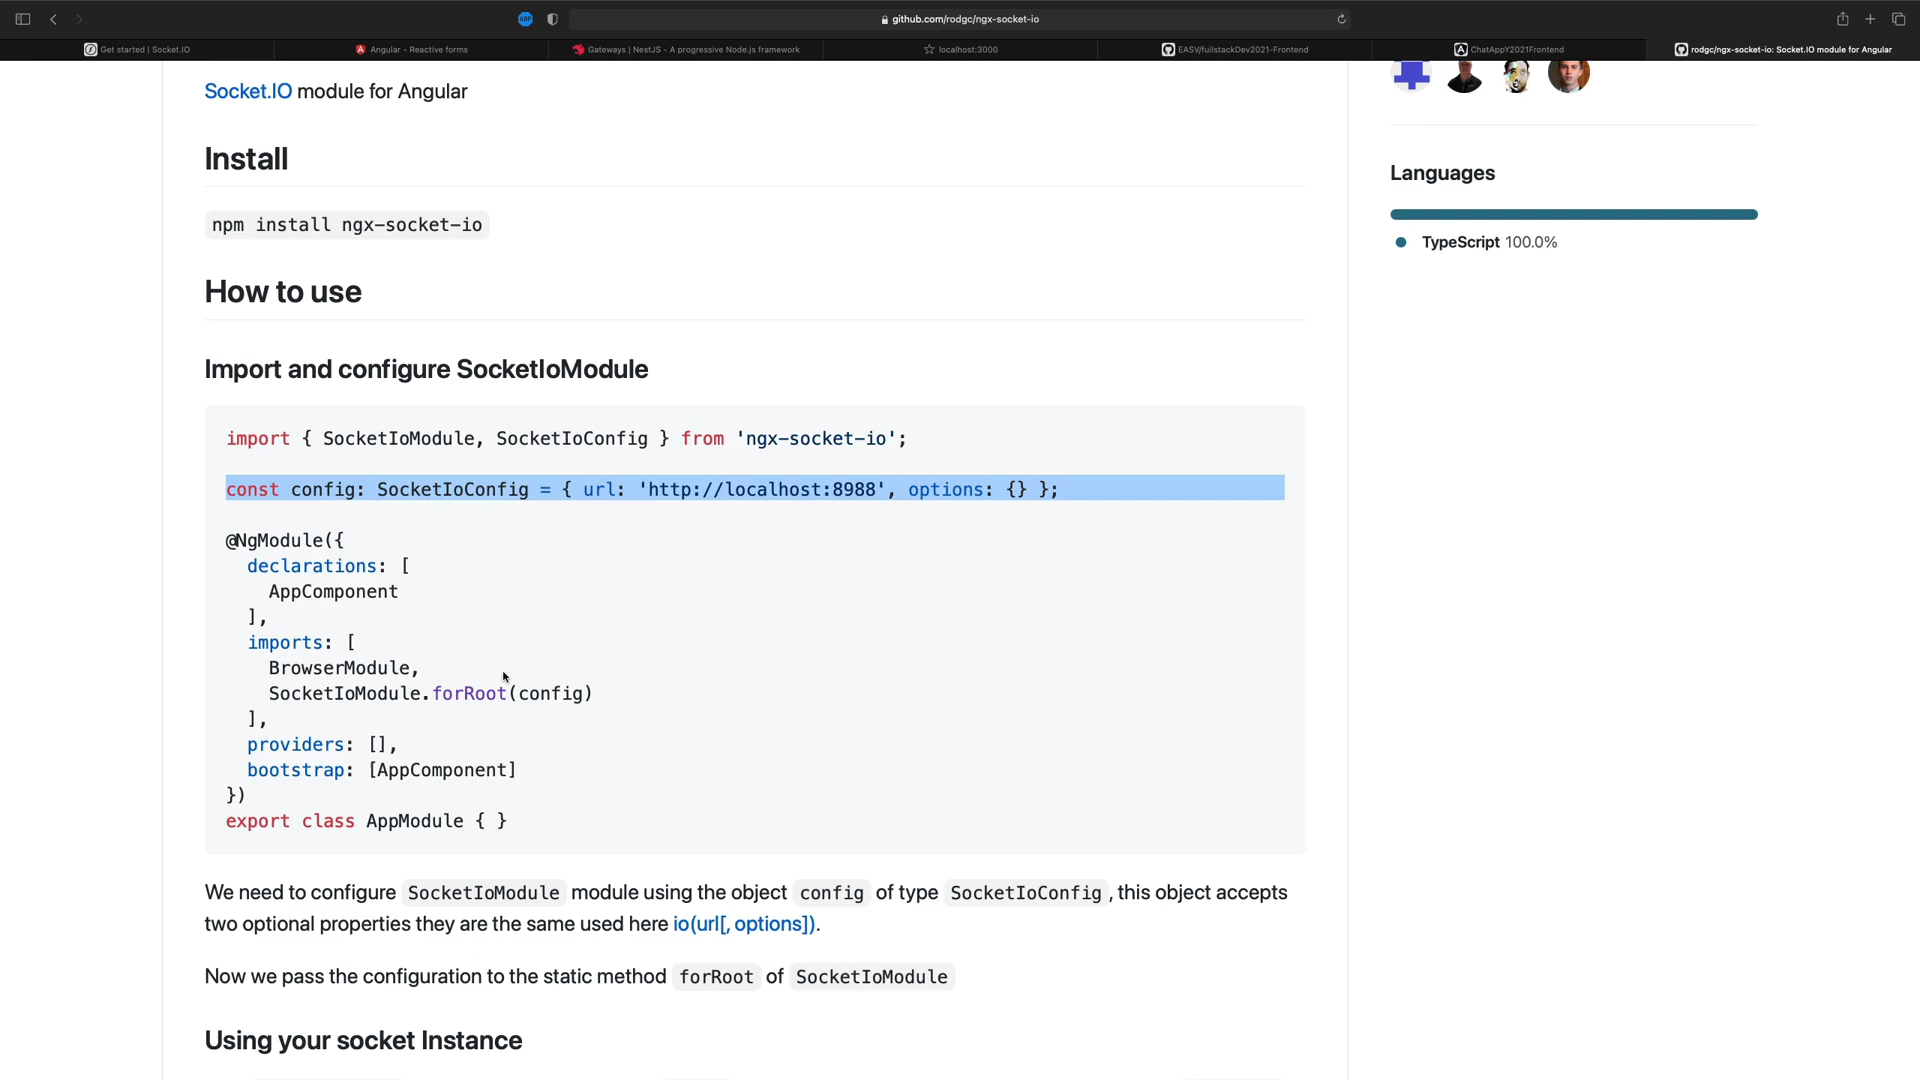 ABP
github.com/rodgc/ngx-socket-io
Get started | Socket.IO
Angular - Reactive forms
Gateways | NestJS - A progressive Node.js framework
localhost:3000
EASV/fullstackDev2021-Frontend
ChatAppY2021Frontend
rodgc/ngx-socket-io: Socket.IO module for Angular
Socket.IO module for Angular
Install
npm install ngx-socket-io
How to use
Import and configure SocketIoModule
import { SocketIoModule, SocketIoConfig } from 'ngx-socket-io';
const config: SocketIoConfig = { url: 'http://localhost:8988', options: {} };
@NgModule({
declarations: [
AppComponent
],
imports: [
BrowserModule,
SocketIoModule.forRoot(config)
],
providers: [],
bootstrap: [AppComponent]
})
export class AppModule { }
We need to configure SocketIoModule module using the object config of type SocketIoConfig, this object accepts
two optional properties they are the same used here io(url[, options]).
Now we pass the configuration to the static method forRoot of SocketIoModule
Using your socket Instance
Languages
TypeScript 100.0%